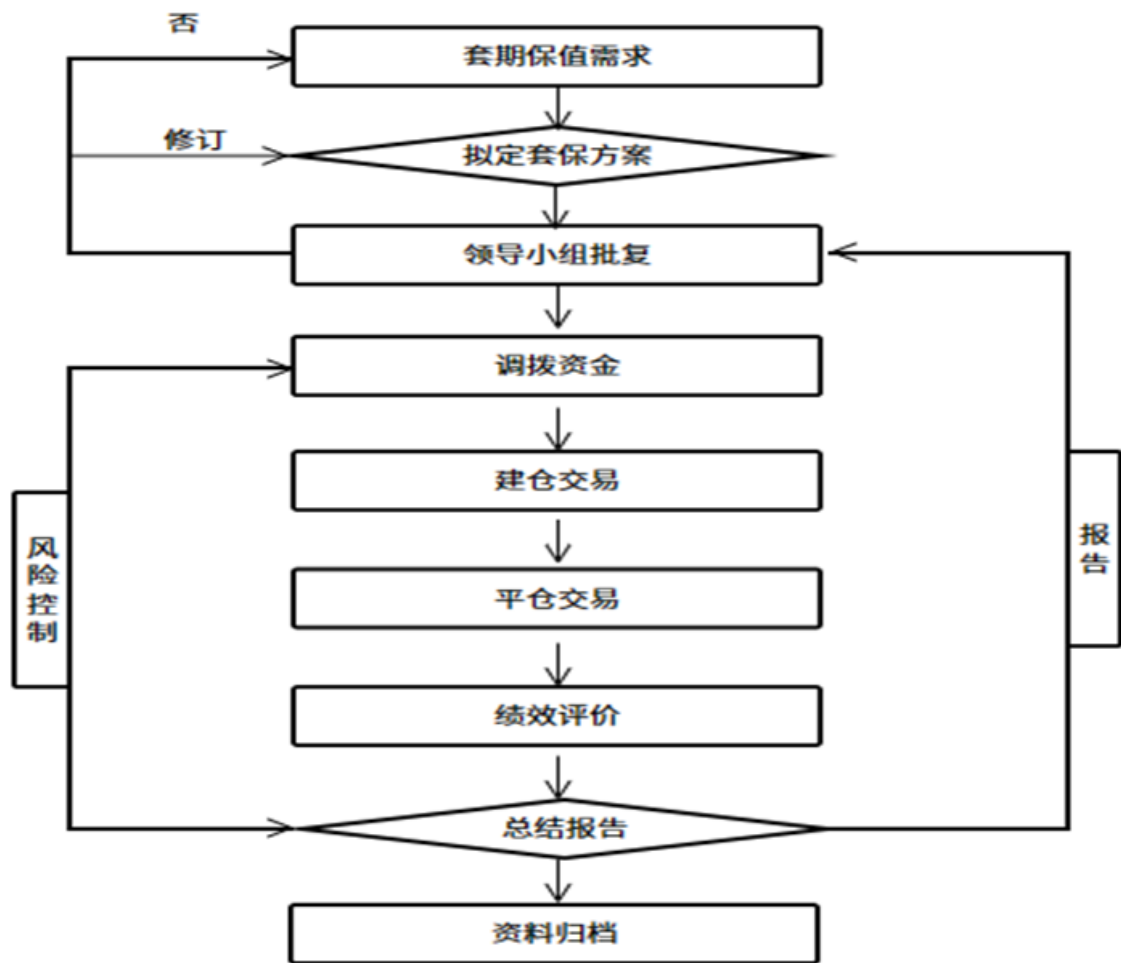 否
套期保值需求
修订
拟定套保方案
领导小组批复
调拨资金
建仓交易
风险控制
报告
平仓交易
绩效评价
总结报告
资料归档